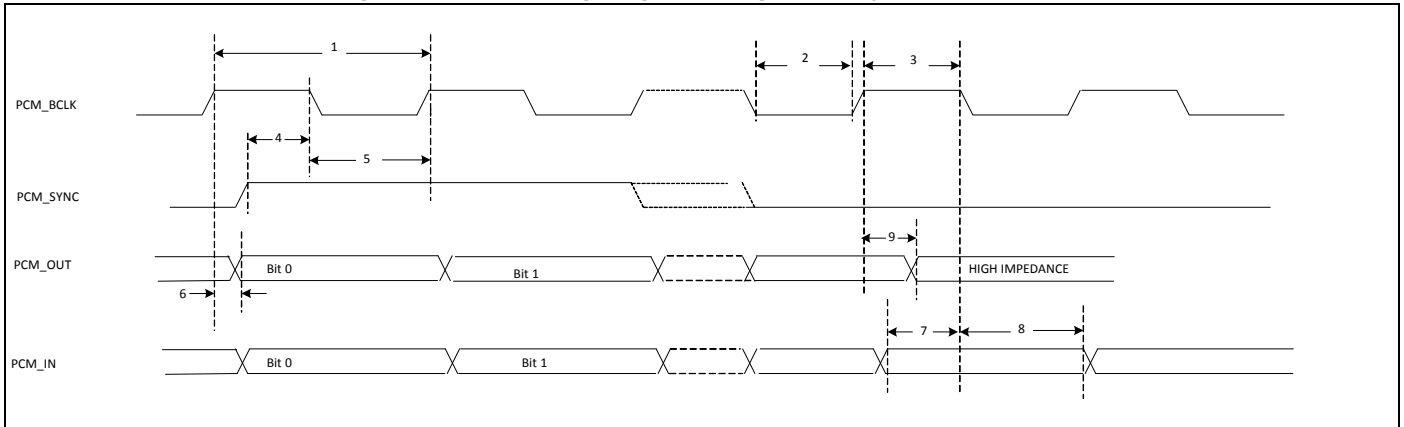 1
2
3
PCM_BCLK
4
5
PCM_SYNC
9
PCM_OUT
Bit 0
Bit 1
HIGH IMPEDANCE
6
7
8
PCM_IN
Bit 0
Bit 1